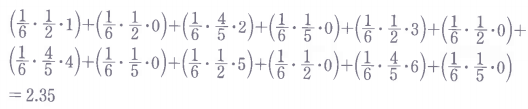 (1/6 · 1/2 · 1) + (1/6 · 1/2 · 0) + (1/6 · 4/5 · 2) + (1/6 · 1/5 · 0) + (1/6 · 1/2 · 3) + (1/6 · 1/2 · 0) +
(1/6 · 4/5 · 4) + (1/6 · 1/5 · 0) + (1/6 · 1/2 · 5) + (1/6 · 1/2 · 0) + (1/6 · 4/5 · 6) + (1/6 · 1/5 · 0)
= 2.35